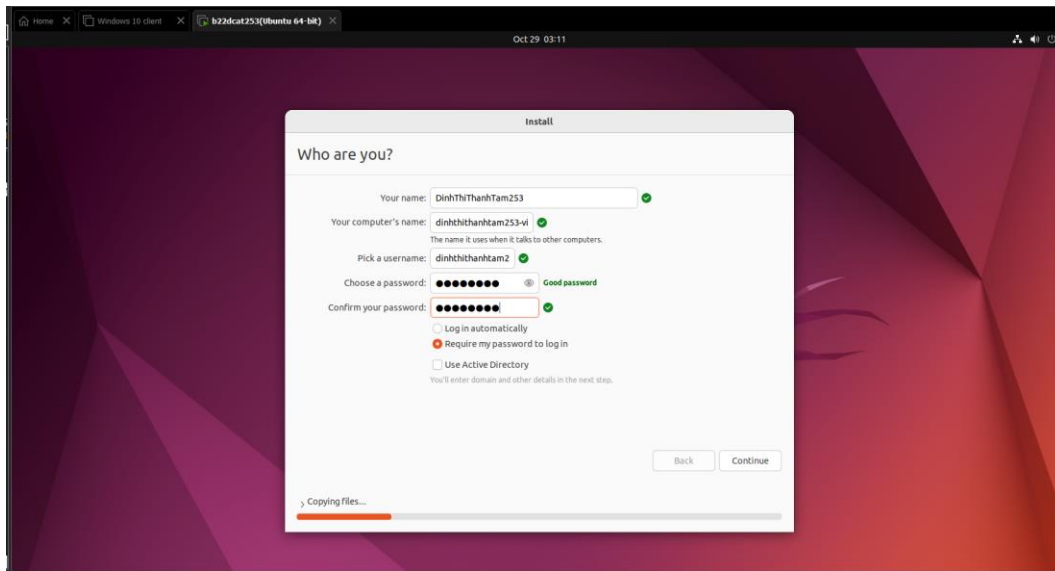 Home Windows 10 client b22dcat253(Ubuntu 64-bit)
Oct 29 03:11
Install
Who are you?
Your name: DinhThiThanhTam253
Your computer's name: dinhthithanhtam253-vi
The name it uses when it talks to other computers.
Pick a username: dinhthithanhtam2
Choose a password: ●●●●●●●● Good password
Confirm your password: ●●●●●●●●
Log in automatically
Require my password to log in
Use Active Directory
You'll enter domain and other details in the next step.
Back Continue
Copying files...